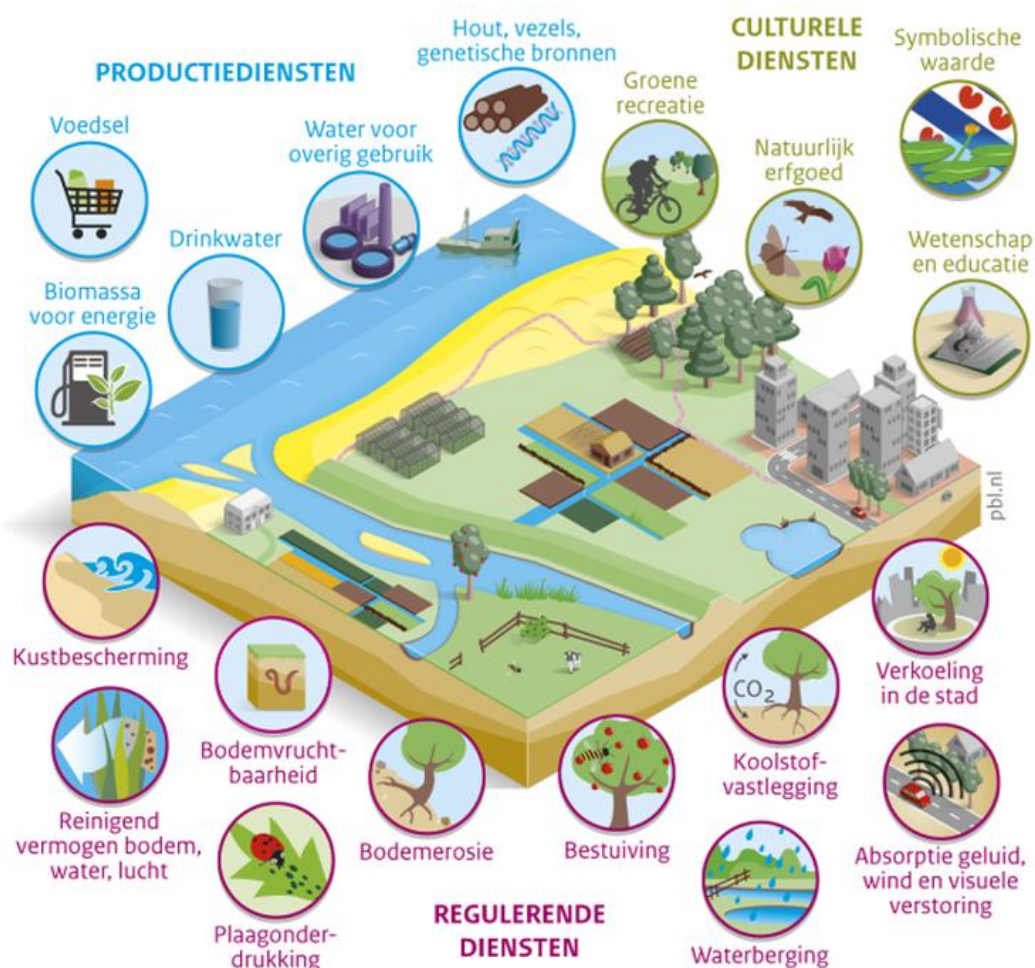 PRODUCTIEDIENSTEN
Voedsel
Biomassa
voor energie
Drinkwater
Water voor
overig gebruik
Hout, vezels,
genetische bronnen
CULTURELE
DIENSTEN
Groene
recreatie
Natuurlijk
erfgoed
Symbolische
waarde
Wetenschap
en educatie
pbl.nl
Kustbescherming
Reinigend
vermogen bodem,
water, lucht
Bodemvrucht-
baarheid
Plaagonder-
drukking
Bodemerosie
Bestuiving
CO2
Koolstof-
vastlegging
Waterberging
Verkoeling
in de stad
Absorptie geluid,
wind en visuele
verstoring
REGULERENDE
DIENSTEN